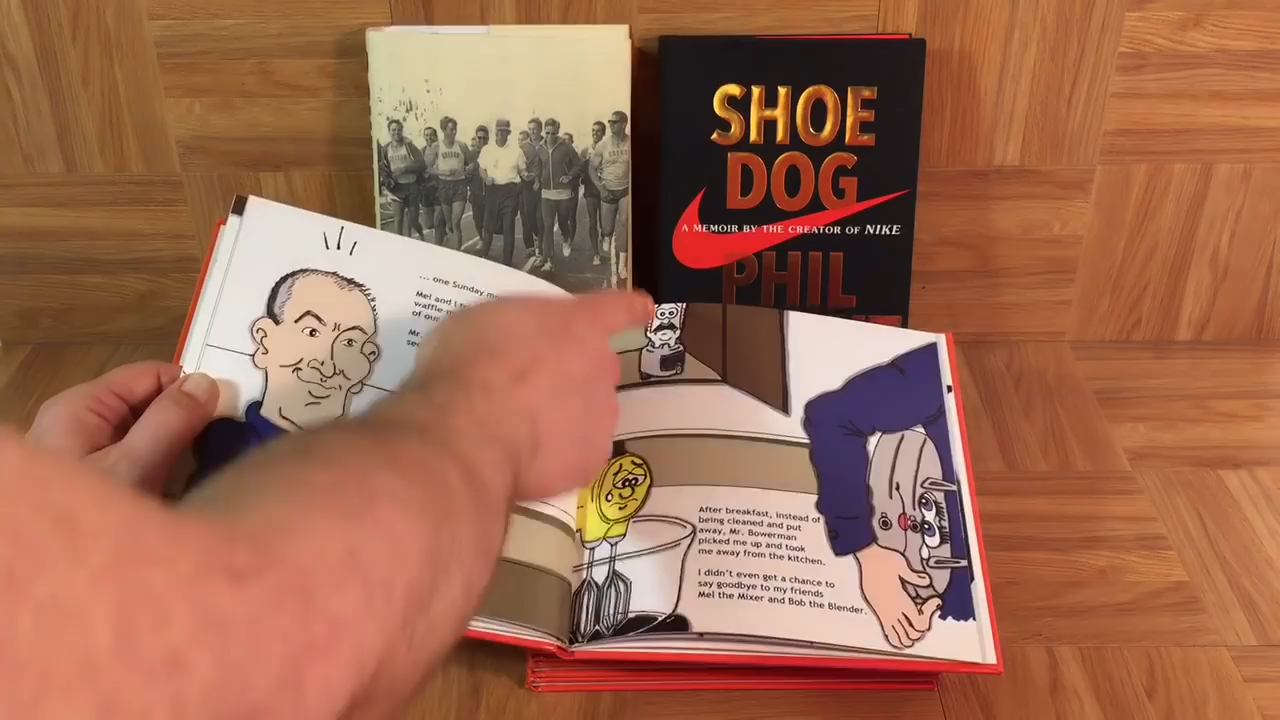 SHOE
DOG
A MEMOIR BY THE CREATOR OF NIKE
PHIL
... one Sunday
Mel and I
waffle-
of our
Mr.
After breakfast, instead of
being cleaned and put
away, Mr. Bowerman
picked me up and took
me away from the kitchen.
I didn't even get a chance to
say goodbye to my friends
Mel the Mixer and Bob the Blender.